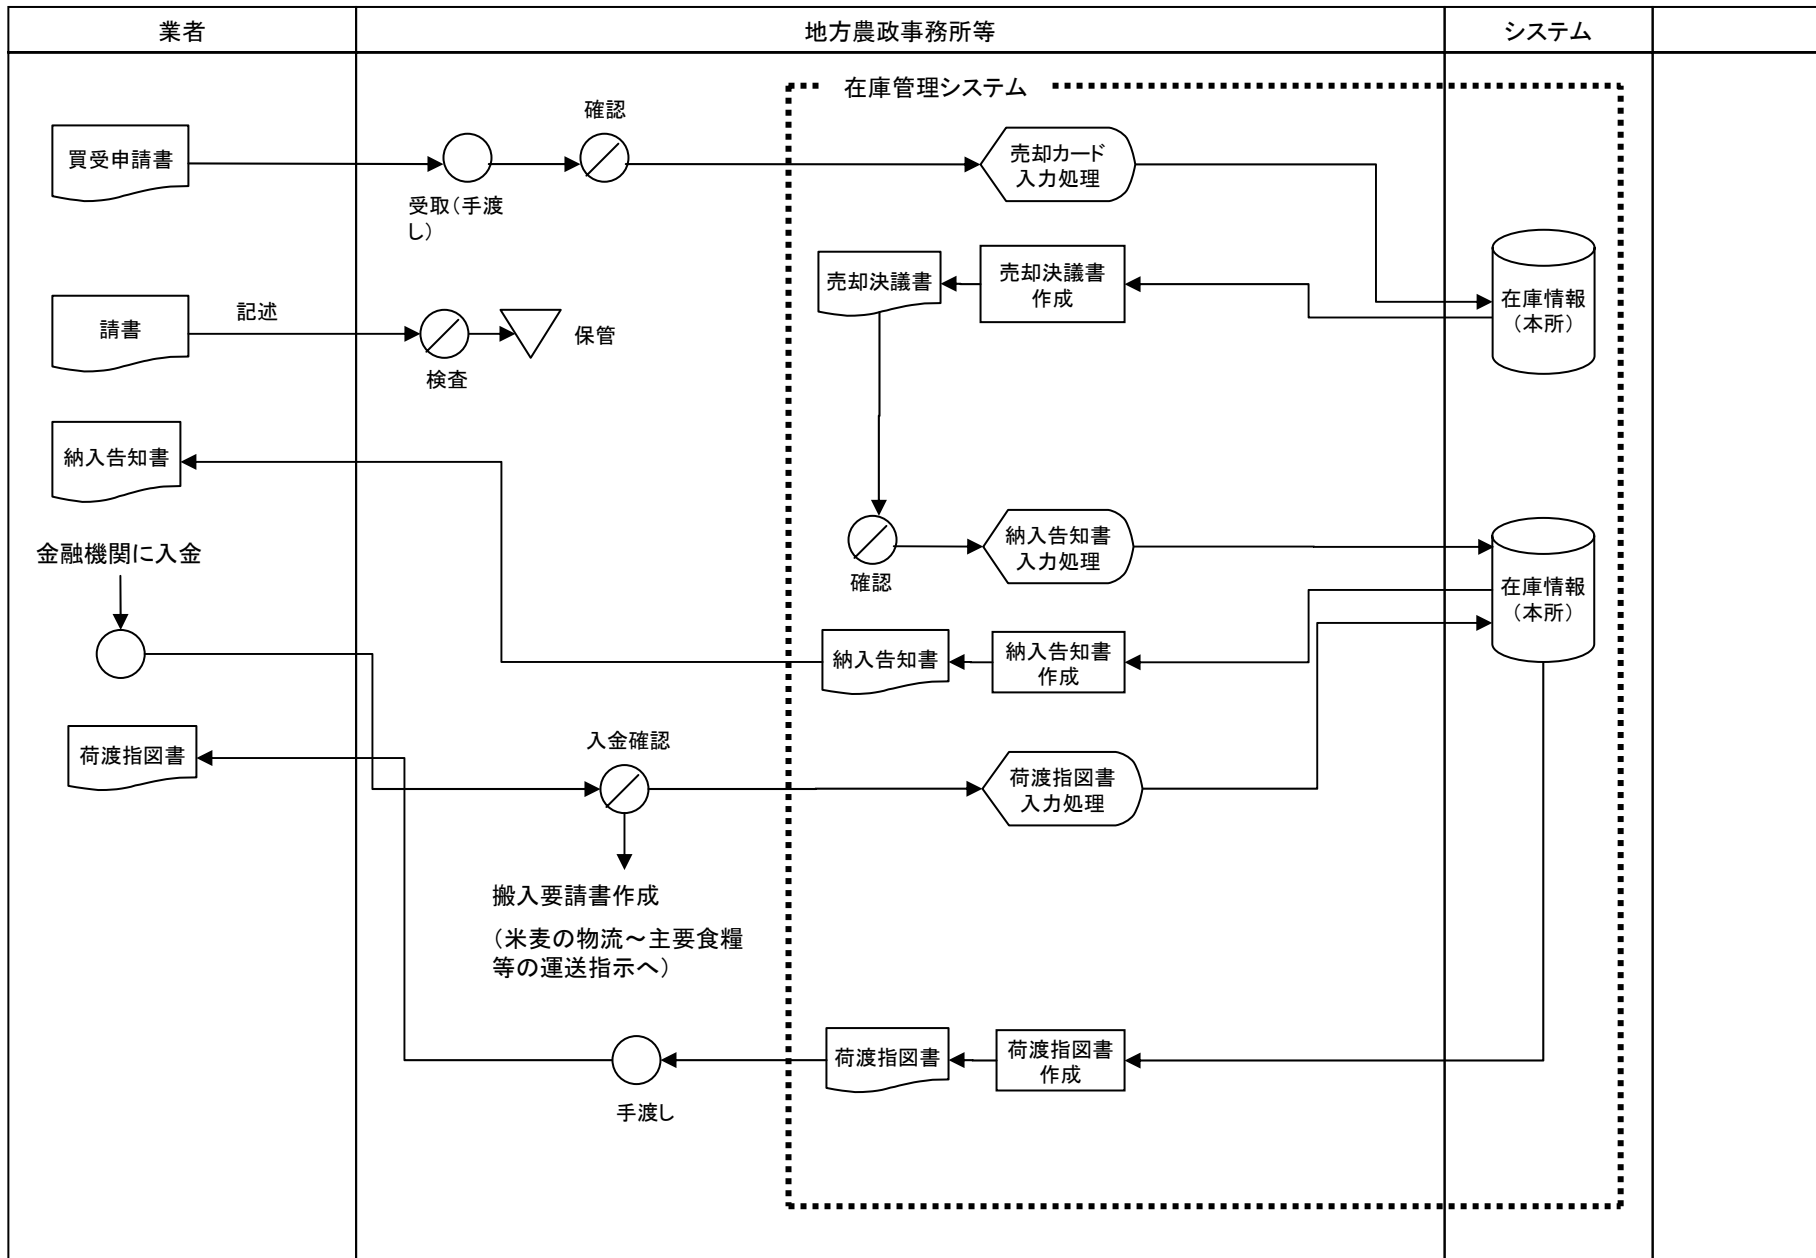 業者
地方農政事務所等
システム
在庫管理システム
確認
買受申請書
売却カード
入力処理
受取（手渡
し）
売却決議書
売却決議書
作成
在庫情報
（本所）
請書
記述
保管
検査
納入告知書
納入告知書
入力処理
金融機関に入金
確認
在庫情報
（本所）
納入告知書
納入告知書
作成
荷渡指図書
入金確認
荷渡指図書
入力処理
搬入要請書作成
（米麦の物流～主要食糧
等の運送指示へ）
荷渡指図書
荷渡指図書
作成
手渡し